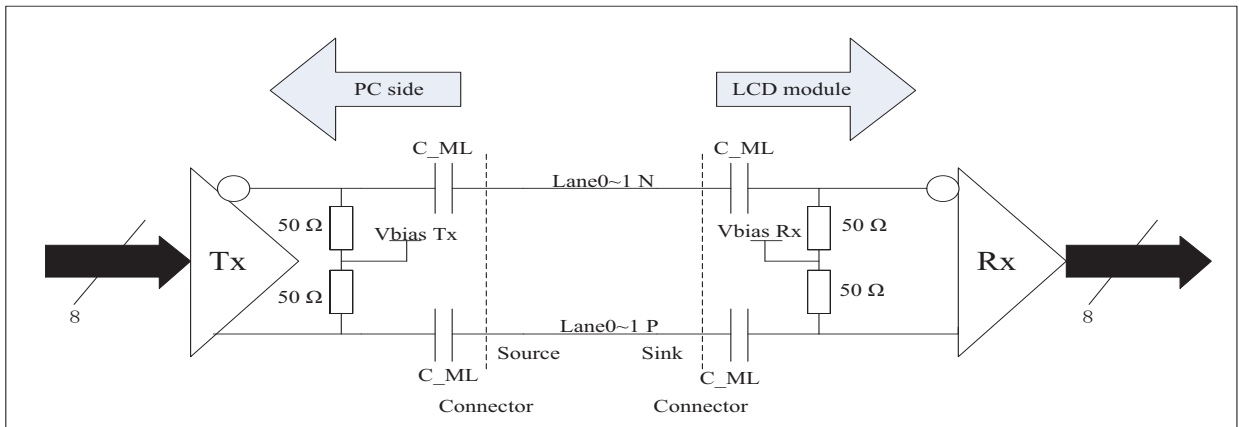 PC side
LCD module
C_ML
C_ML
Lane0~1 N
50 Ω
Vbias Tx
Vbias Rx
50 Ω
Tx
Rx
50 Ω
50 Ω
8
8
Lane0~1 P
Source
Sink
C_ML
C_ML
Connector
Connector